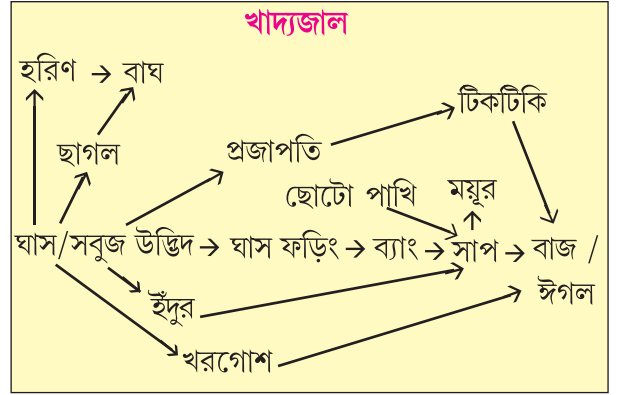 খাদ্যজাল
হরিণ → বাঘ
টিকটিকি
ছাগল
প্রজাপতি
ছোটো পাখি
ময়ূর
ঘাস/সবুজ উদ্ভিদ → ঘাস ফড়িং → ব্যাং → সাপ → বাজ /
ঈগল
ইঁদুর
খরগোশ